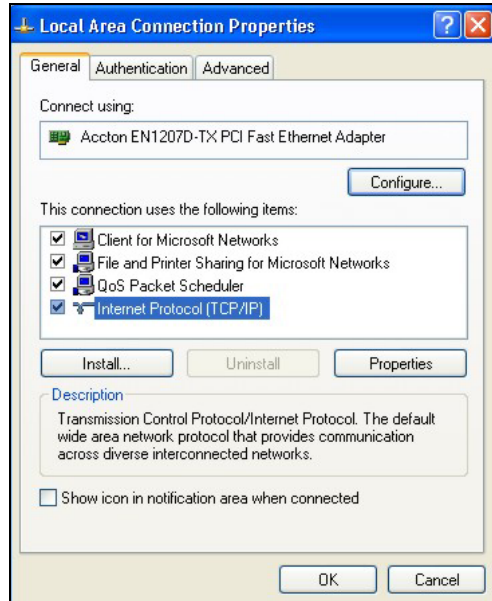 Local Area Connection Properties
General Authentication Advanced
Connect using:
Accton EN1207D-TX PCI Fast Ethernet Adapter
Configure...
This connection uses the following items:
Client for Microsoft Networks
File and Printer Sharing for Microsoft Networks
QoS Packet Scheduler
Internet Protocol (TCP/IP)
Install... Uninstall Properties
Description
Transmission Control Protocol/Internet Protocol. The default
wide area network protocol that provides communication
across diverse interconnected networks.
Show icon in notification area when connected
OK Cancel